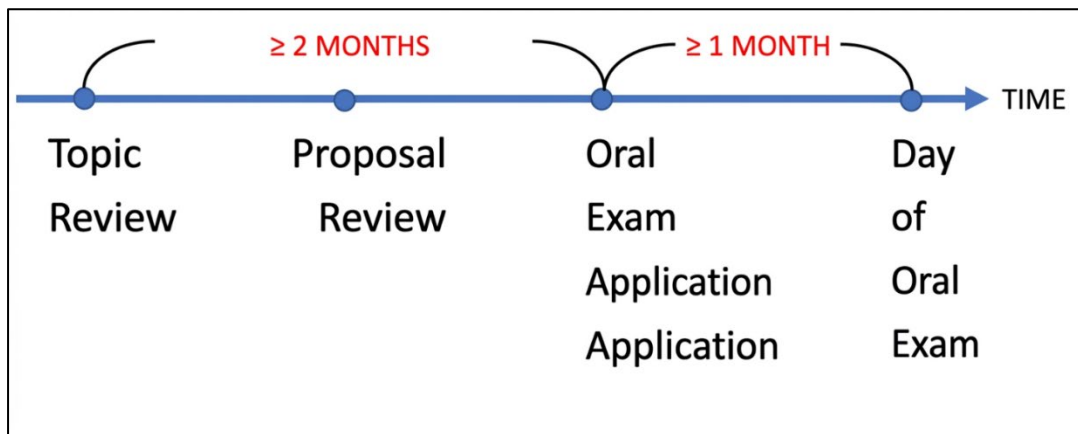 ≥ 2 MONTHS
≥ 1 MONTH
TIME
Topic
Review
Proposal
Review
Oral
Exam
Application
Application
Day
of
Oral
Exam